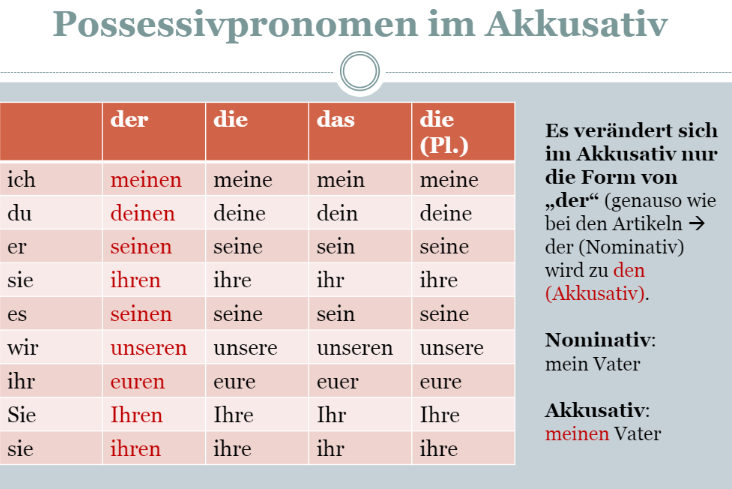 Possessivpronomen im Akkusativ
der die das die (Pl.)
ich meinen meine mein meine
du deinen deine dein deine
er seinen seine sein seine
sie ihren ihre ihr ihre
es seinen seine sein seine
wir unseren unsere unseren unsere
ihr euren eure euer eure
Sie Ihren Ihre Ihr Ihre
sie ihren ihre ihr ihre
Es verändert sich
im Akkusativ nur
die Form von
„der“ (genauso wie
bei den Artikeln →
der (Nominativ)
wird zu den
(Akkusativ).
Nominativ:
mein Vater
Akkusativ:
meinen Vater